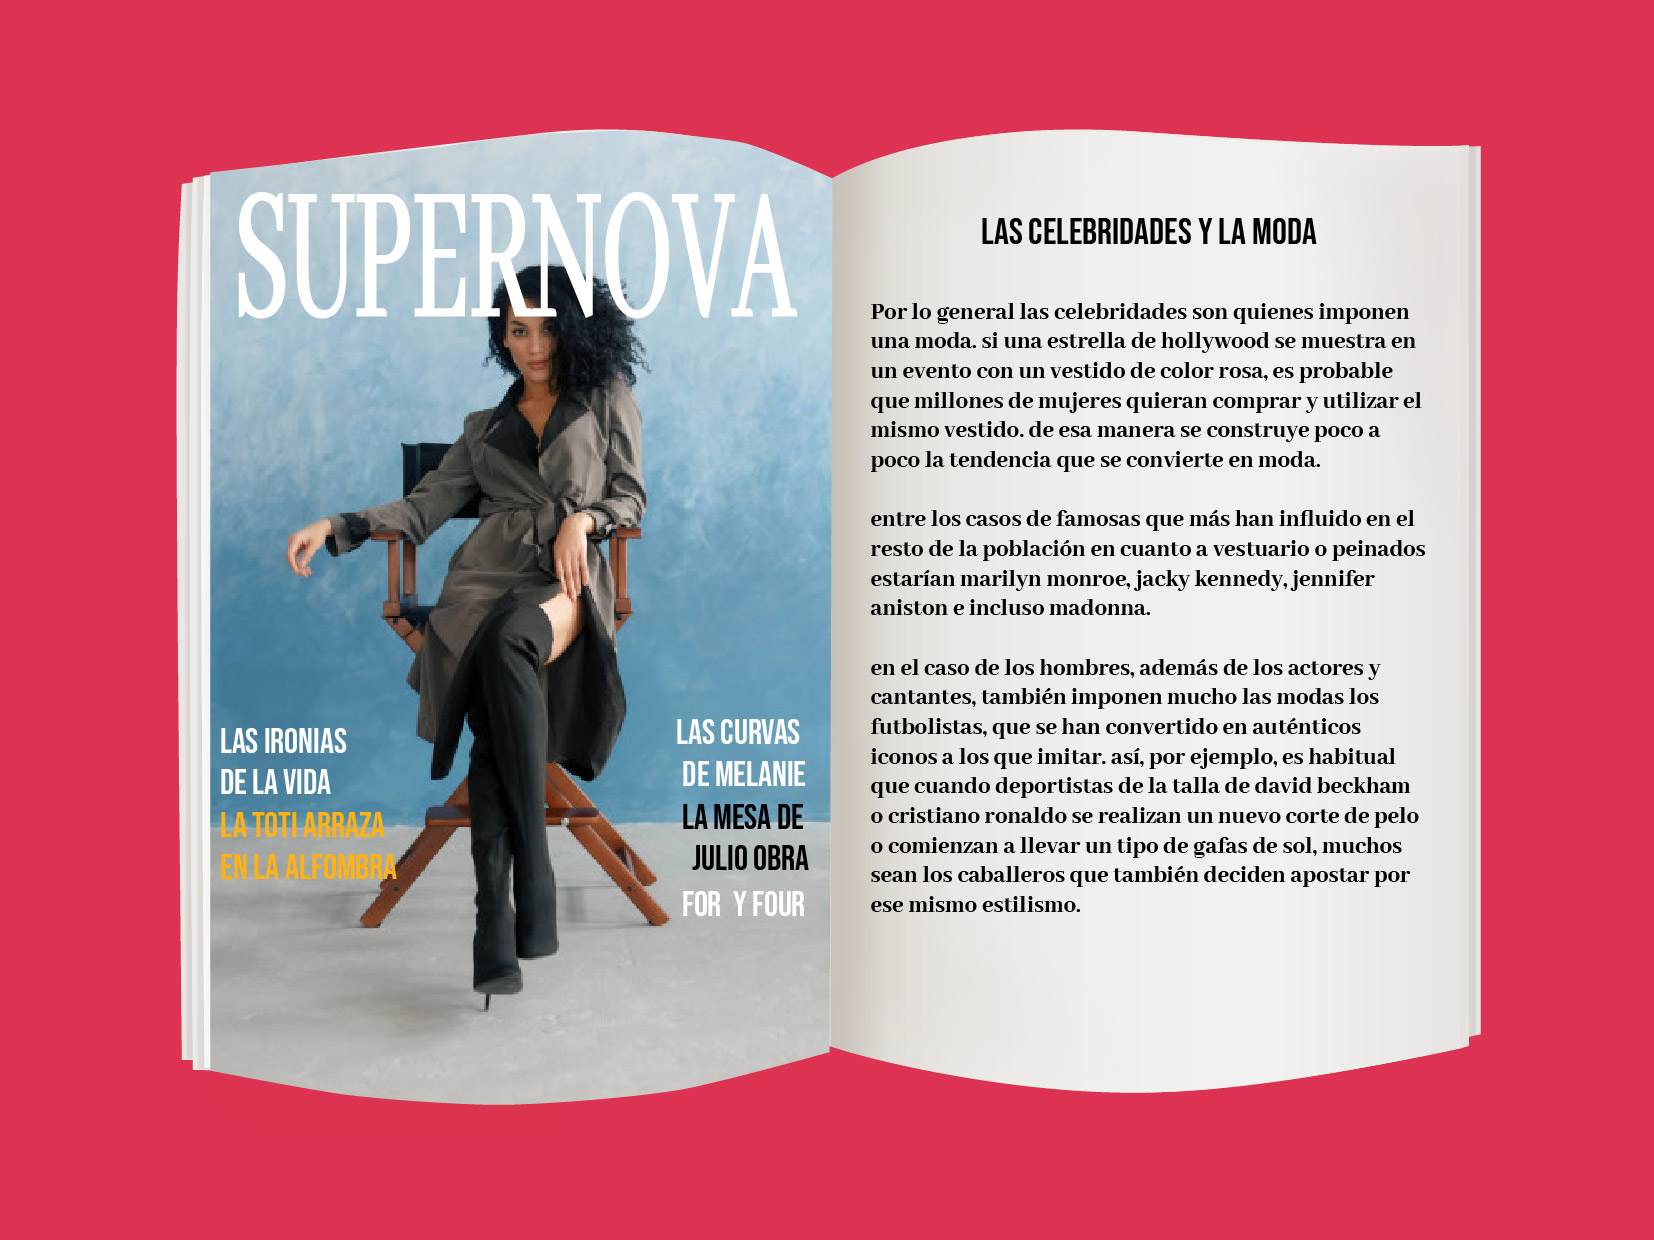 SUPERNOVA
LAS IRONIAS
DE LA VIDA
LA TOTI ARRAZA
EN LA ALFOMBRA
LAS CURVAS
DE MELANIE
LA MESA DE
JULIO OBRA
FOR Y FOUR
LAS CELEBRIDADES Y LA MODA
Por lo general las celebridades son quienes imponen
una moda. si una estrella de hollywood se muestra en
un evento con un vestido de color rosa, es probable
que millones de mujeres quieran comprar y utilizar el
mismo vestido. de esa manera se construye poco a
poco la tendencia que se convierte en moda.
entre los casos de famosas que más han influido en el
resto de la población en cuanto a vestuario o peinados
estarían marilyn monroe, jacky kennedy, jennifer
aniston e incluso madonna.
en el caso de los hombres, además de los actores y
cantantes, también imponen mucho las modas los
futbolistas, que se han convertido en auténticos
iconos a los que imitar. así, por ejemplo, es habitual
que cuando deportistas de la talla de david beckham
o cristiano ronaldo se realizan un nuevo corte de pelo
o comienzan a llevar un tipo de gafas de sol, muchos
sean los caballeros que también deciden apostar por
ese mismo estilismo.